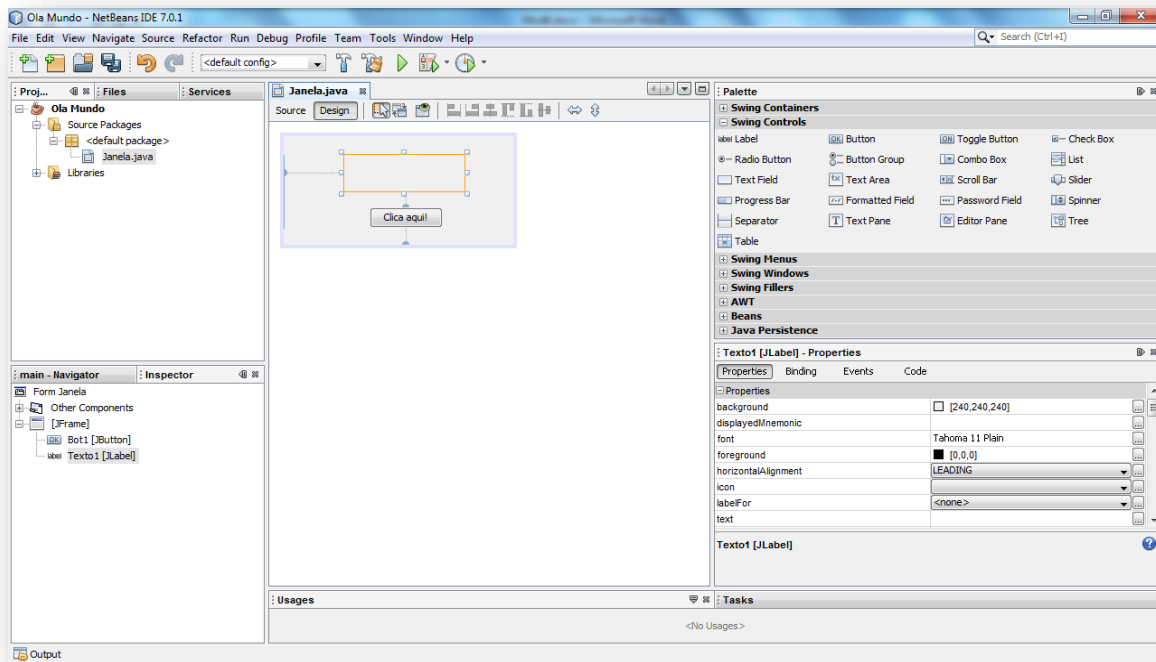 Ola Mundo - NetBeans IDE 7.0.1
File Edit View Navigate Source Refactor Run Debug Profile Team Tools Window Help
Search (Ctrl+I)
<default config>
Proj... Files Services
Ola Mundo
Source Packages
<default package>
Janela.java
Libraries
Janela.java
Source Design
Clica aqui!
Palette
Swing Containers
Swing Controls
label Label OK Button ON Toggle Button Check Box
Radio Button Button Group Combo Box List
Text Field tx Text Area Scroll Bar Slider
Progress Bar Formatted Field Password Field Spinner
Separator T Text Pane Editor Pane Tree
Table
Swing Menus
Swing Windows
Swing Fillers
AWT
Beans
Java Persistence
main - Navigator Inspector
Form Janela
Other Components
[JFrame]
OK Bot1 [JButton]
label Texto1 [JLabel]
Texto1 [JLabel] - Properties
Properties Binding Events Code
Properties
background [240,240,240] ...
displayedMnemonic ...
font Tahoma 11 Plain ...
foreground [0,0,0] ...
horizontalAlignment LEADING ...
icon ...
labelFor <none> ...
text ...
Texto1 [JLabel]
?
Usages
Tasks
<No Usages>
Output